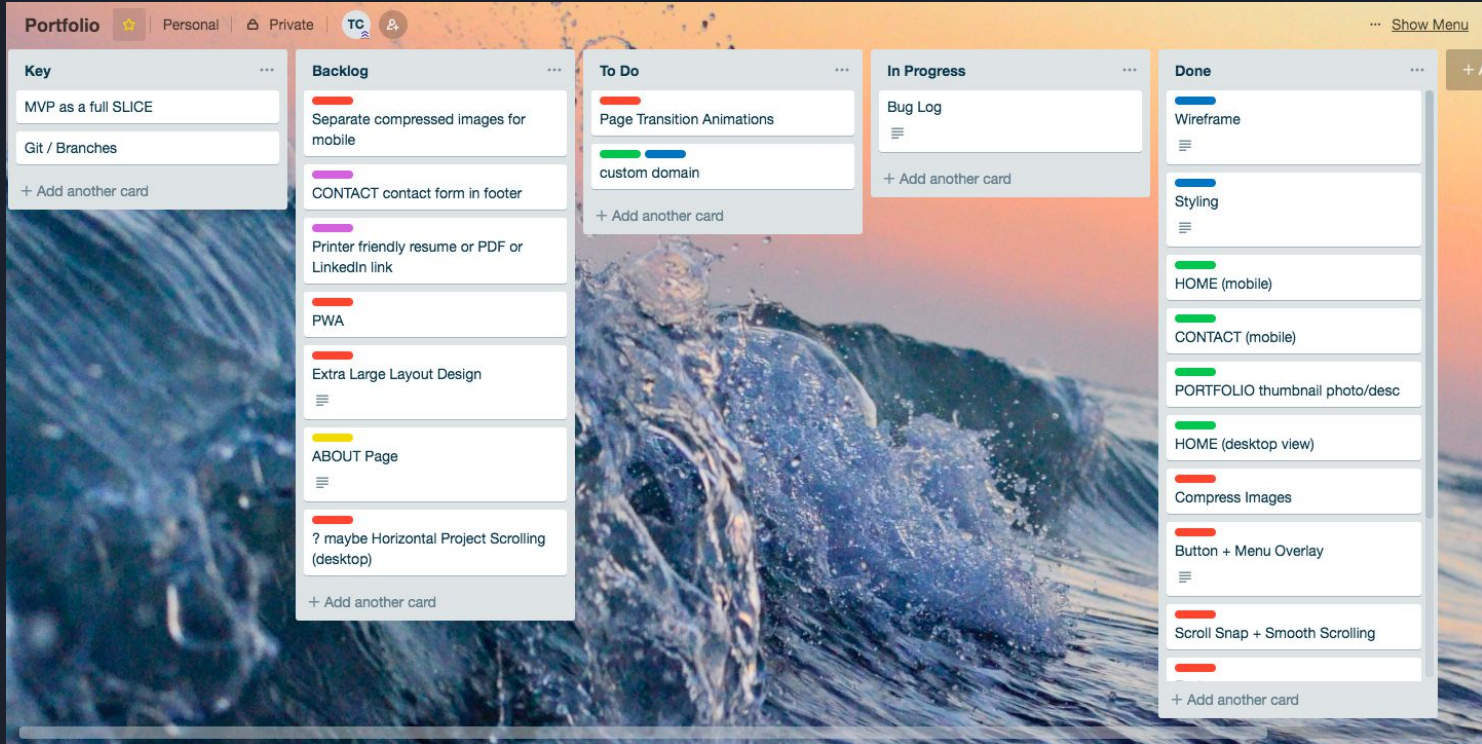 Portfolio
Personal
Private
TC
Show Menu
Key
MVP as a full SLICE
Git / Branches
+ Add another card
Backlog
Separate compressed images for
mobile
CONTACT contact form in footer
Printer friendly resume or PDF or
LinkedIn link
PWA
Extra Large Layout Design
ABOUT Page
? maybe Horizontal Project Scrolling
(desktop)
+ Add another card
To Do
Page Transition Animations
custom domain
+ Add another card
In Progress
Bug Log
+ Add another card
Done
Wireframe
Styling
HOME (mobile)
CONTACT (mobile)
PORTFOLIO thumbnail photo/desc
HOME (desktop view)
Compress Images
Button + Menu Overlay
Scroll Snap + Smooth Scrolling
+ Add another card